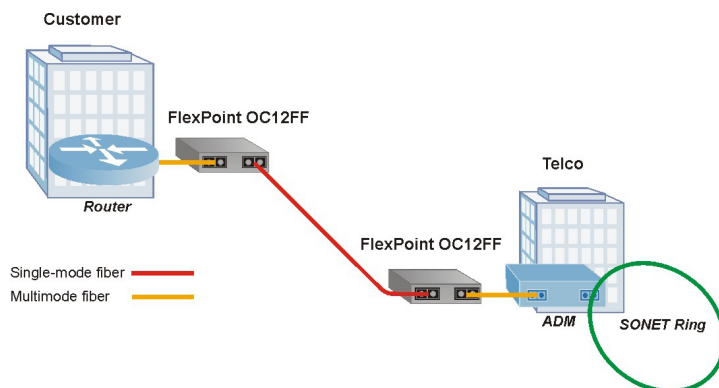 Customer
FlexPoint OC12FF
Router
Telco
FlexPoint OC12FF
Single-mode fiber
Multimode fiber
ADM
SONET Ring